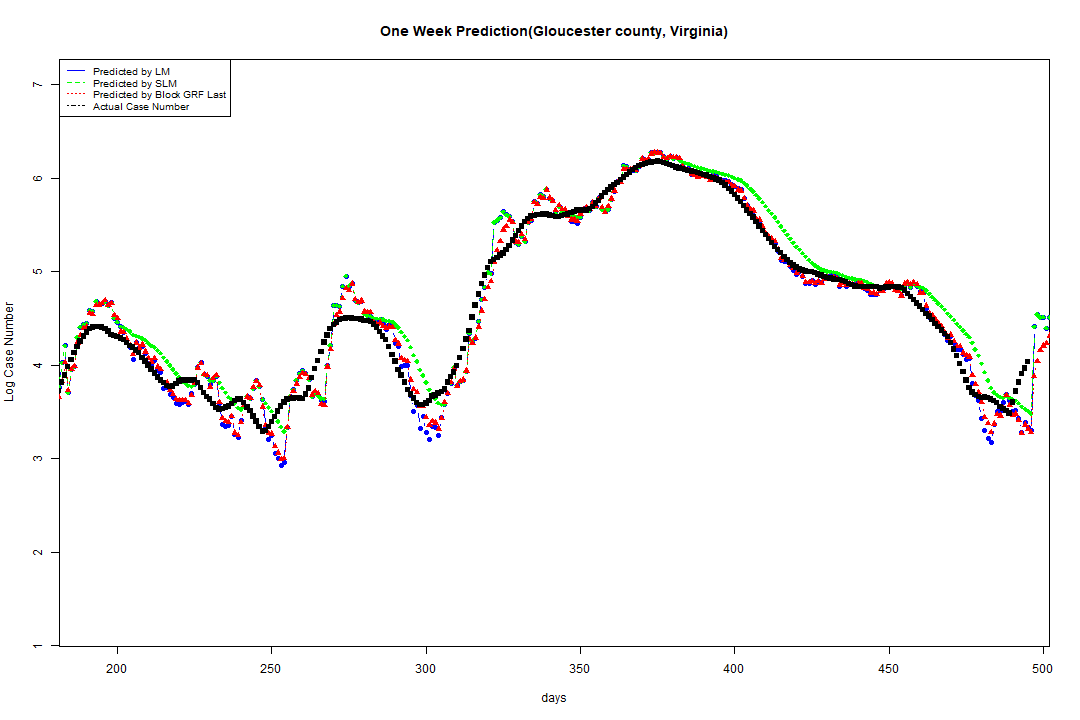 One Week Prediction(Gloucester county, Virginia)
Predicted by LM
Predicted by SLM
Predicted by Block GRF Last
Actual Case Number
7
6
5
4
3
2
1
Log Case Number
200 250 300 350 400 450 500
days